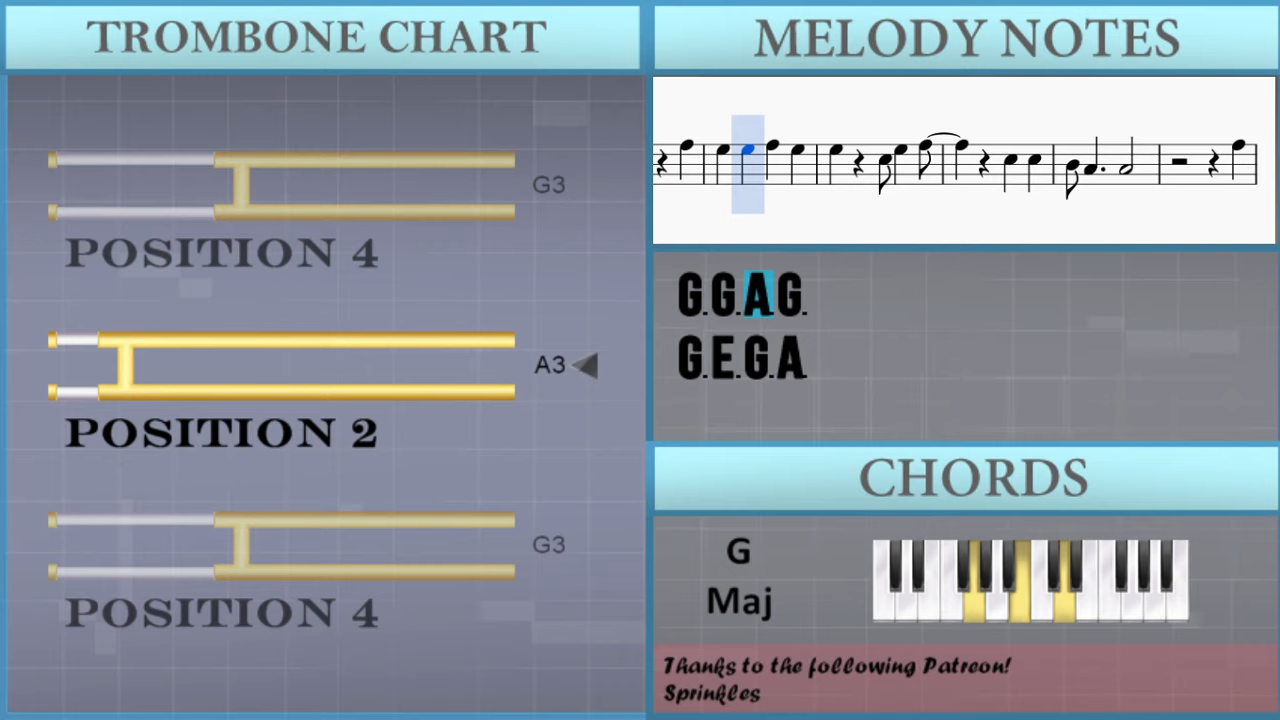 TROMBONE CHART
G3
POSITION 4
A3
POSITION 2
G3
POSITION 4
MELODY NOTES
G.G.A.G.
G.E.G.A.
CHORDS
G
Maj
Thanks to the following Patreon!
Sprinkles